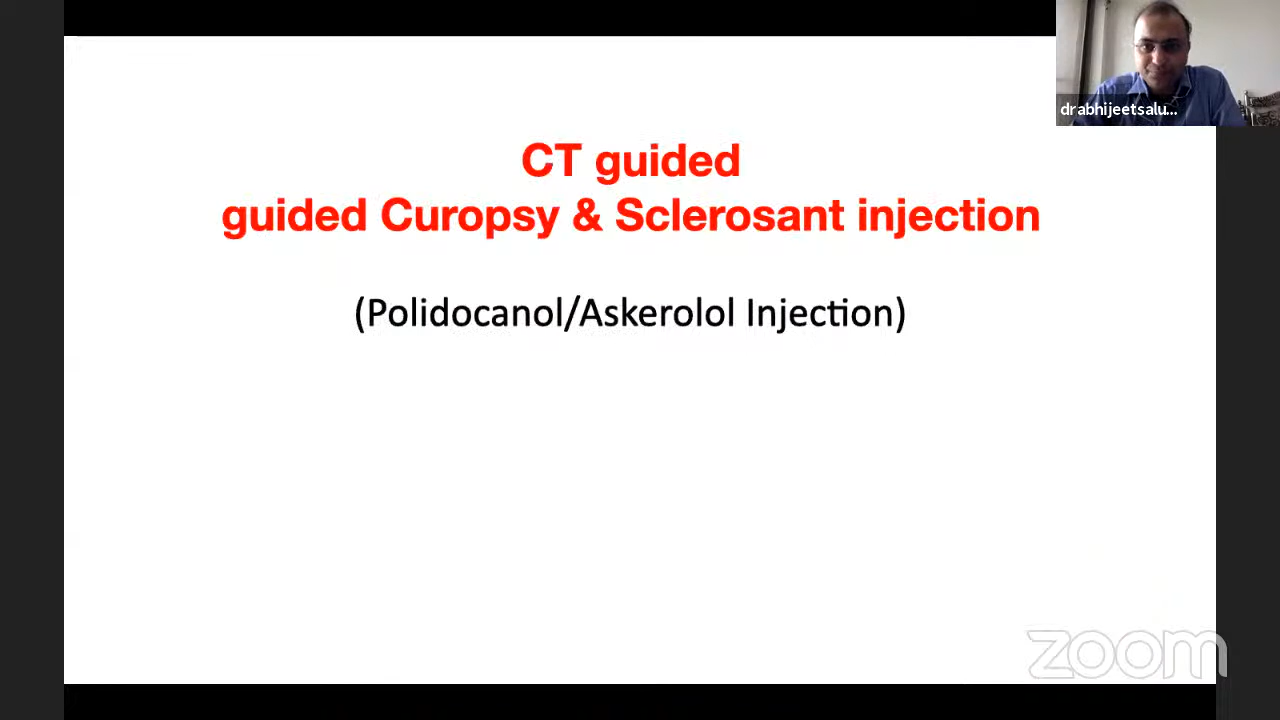 drabhijeetsalu...
CT guided
guided Curopsy & Sclerosant injection
(Polidocanol/Askerolol Injection)
zoom